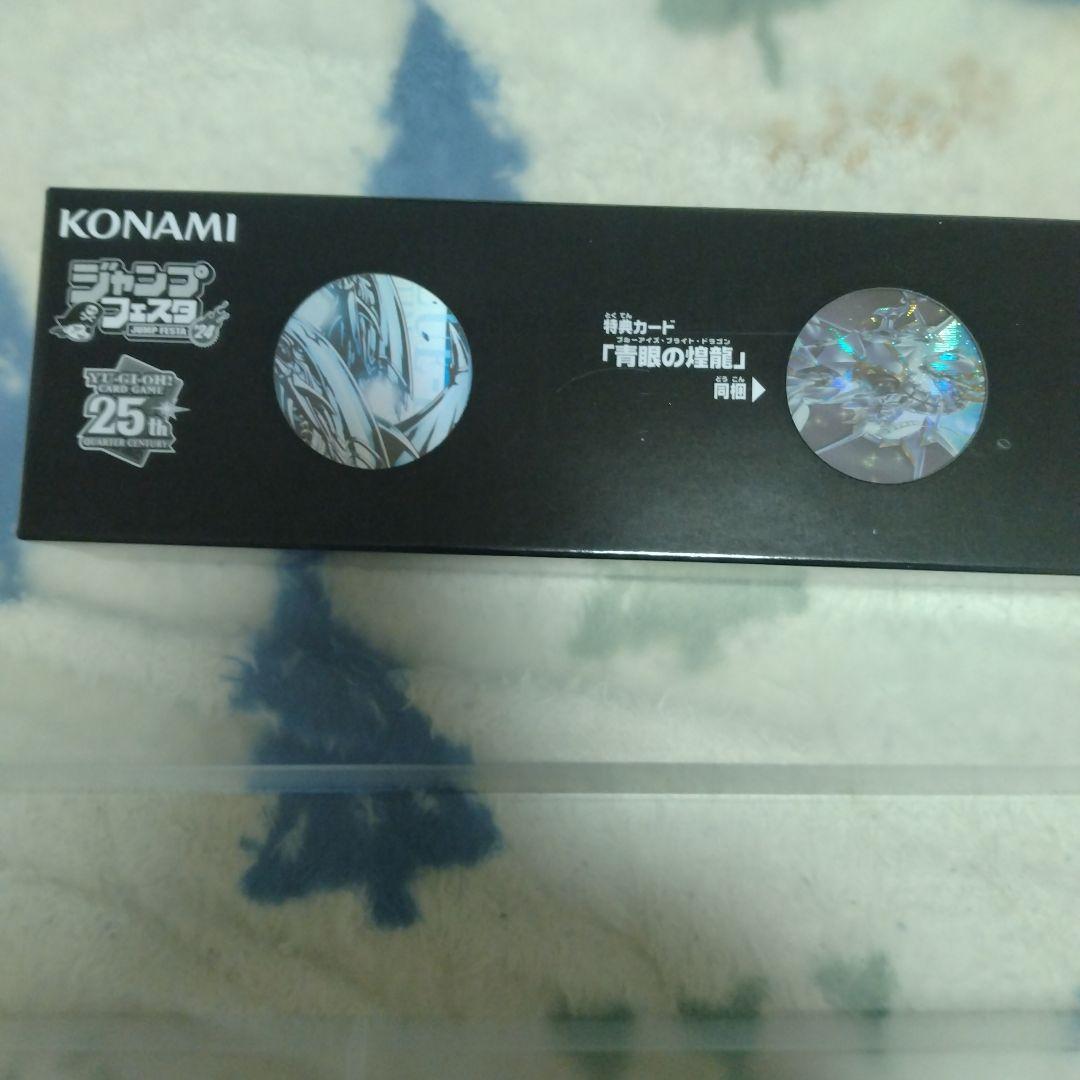 KONAMI
ジャンプ
フェスタ
JUMP FESTA '24
YU-GI-OH!
CARD GAME
25th
QUARTER CENTURY
とくてん
特典カード
ブルーアイズ・ブライト・ドラゴン
「青眼の煌龍」
どうこん
同梱▶